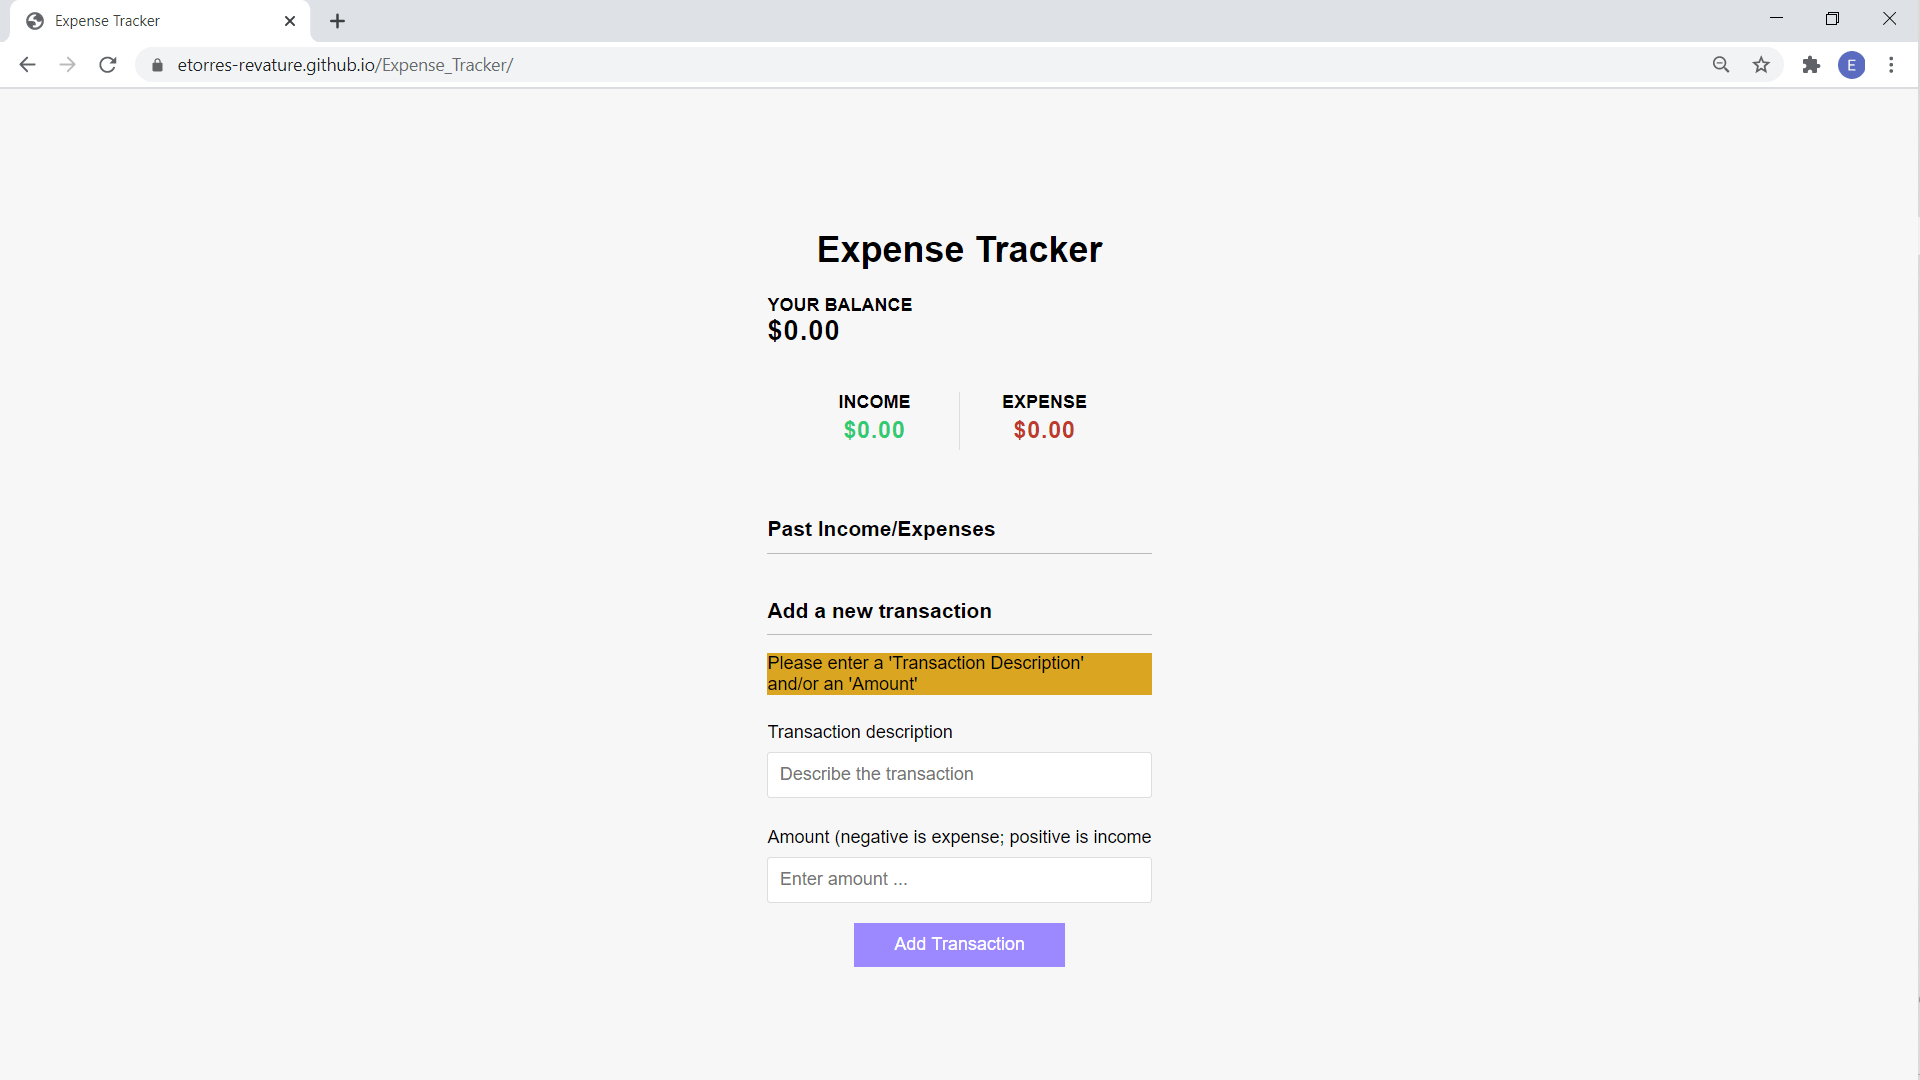 Expense Tracker
etorres-revature.github.io/Expense_Tracker/
E
Expense Tracker
YOUR BALANCE
$0.00
INCOME
EXPENSE
$0.00
$0.00
Past Income/Expenses
Add a new transaction
Please enter a 'Transaction Description'
and/or an 'Amount'
Transaction description
Describe the transaction
Amount (negative is expense; positive is income
Enter amount ...
Add Transaction